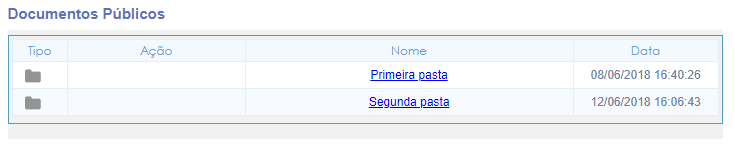 Documentos Públicos
Tipo Ação Nome Data
Primeira pasta 08/06/2018 16:40:26
Segunda pasta 12/06/2018 16:06:43